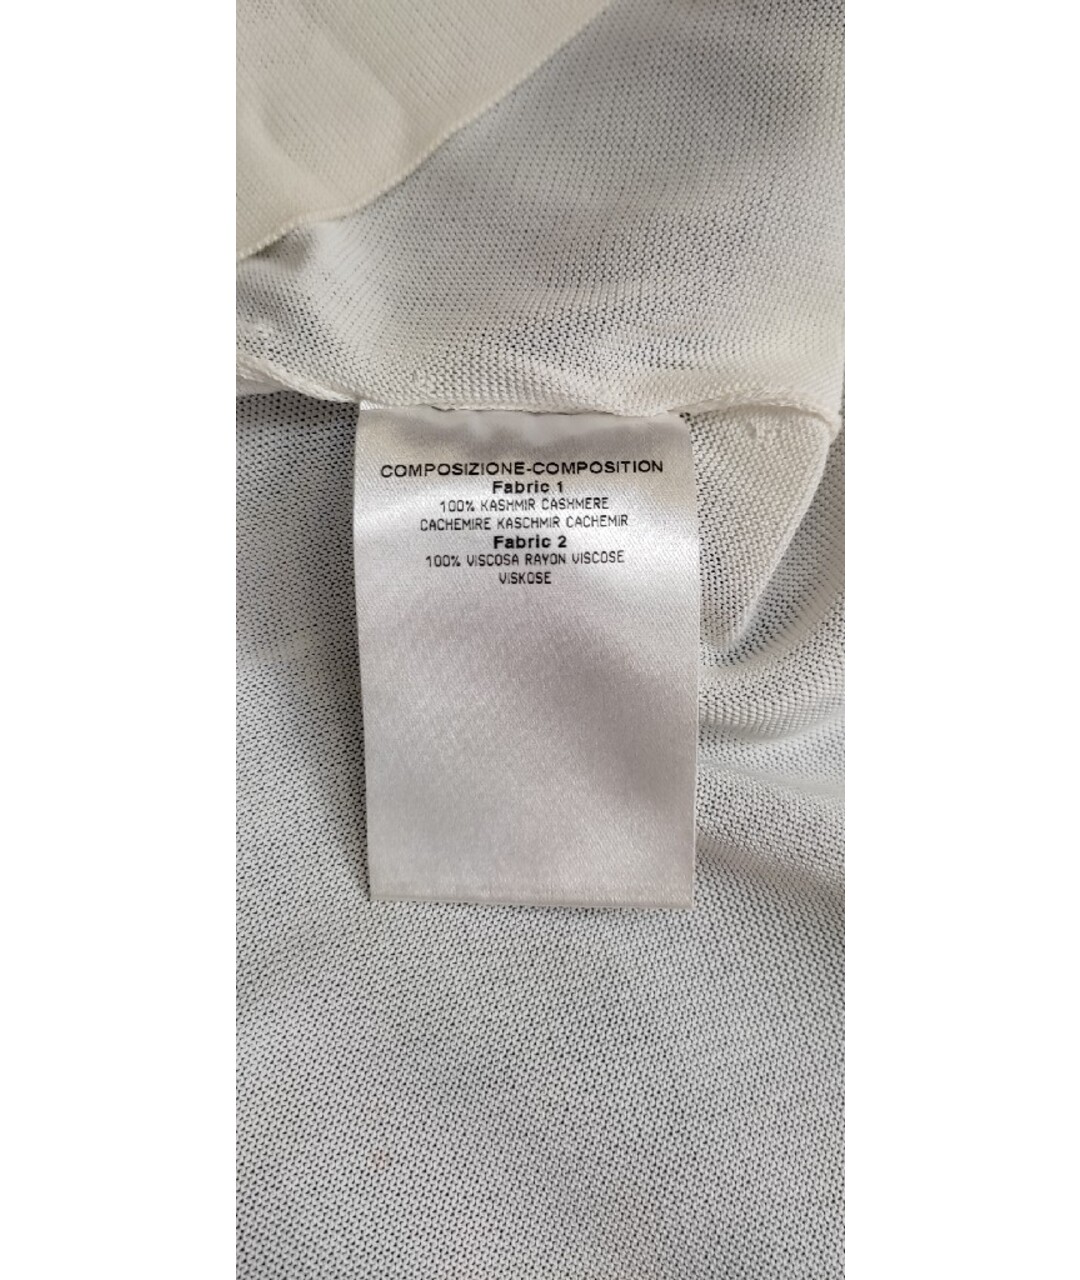 COMPOSIZIONE-COMPOSITION
Fabric 1
100% KASHMIR CASHMERE
CACHEMIRE KASCHMIR CACHEMIR
Fabric 2
100% VISCOSA RAYON VISCOSE
VISKOSE